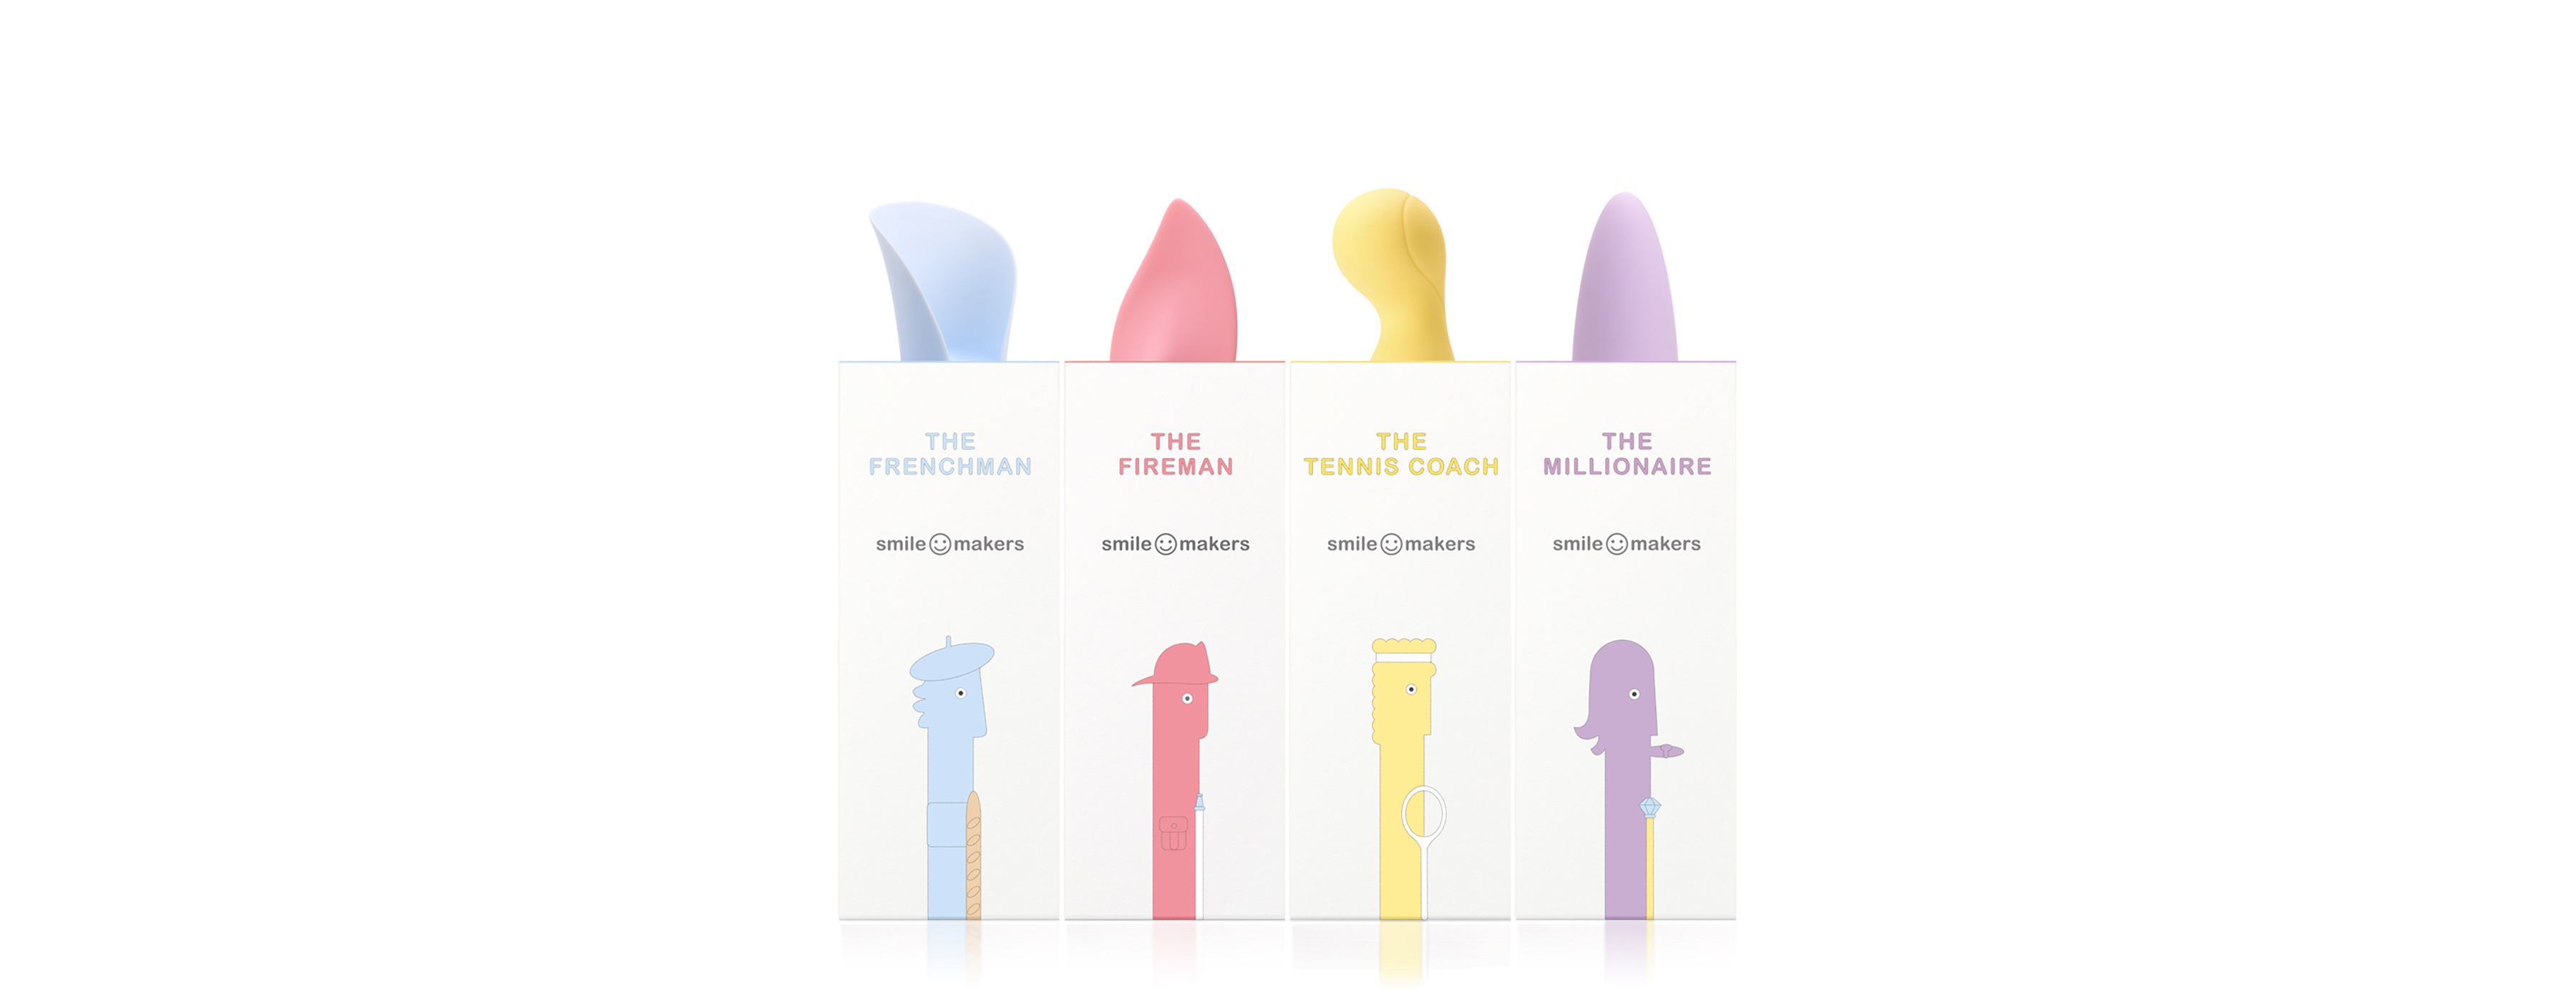 THE
FRENCHMAN
smile makers
THE
FIREMAN
smile makers
THE
TENNIS COACH
smile makers
THE
MILLIONAIRE
smile makers